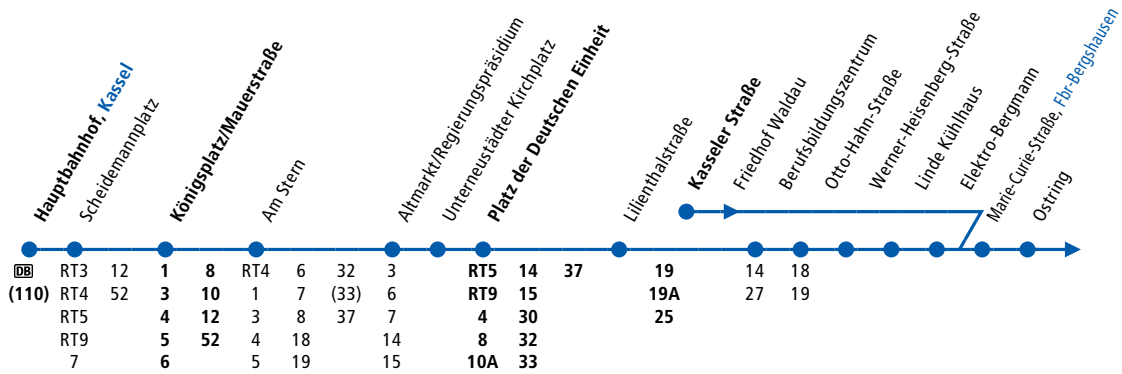 Hauptbahnhof, Kassel
Scheidemannplatz
Königsplatz/Mauerstraße
Am Stern
Altmarkt/Regierungspräsidium
Unterneustädter Kirchplatz
Platz der Deutschen Einheit
Lilienthalstraße
Kasseler Straße
Friedhof Waldau
Berufsbildungszentrum
Otto-Hahn-Straße
Werner-Heisenberg-Straße
Linde Kühlhaus
Elektro-Bergmann
Marie-Curie-Straße, Fbr-Bergshausen
Ostring
DB RT3 12 1 8 RT4 6 32 3 RT5 14 37 19 14 18
(110) RT4 52 3 10 1 7 (33) 6 RT9 15 19A 27 19
RT5 4 12 3 8 37 7 4 30 25
RT9 5 52 4 18 14 8 32
7 6 5 19 15 10A 33